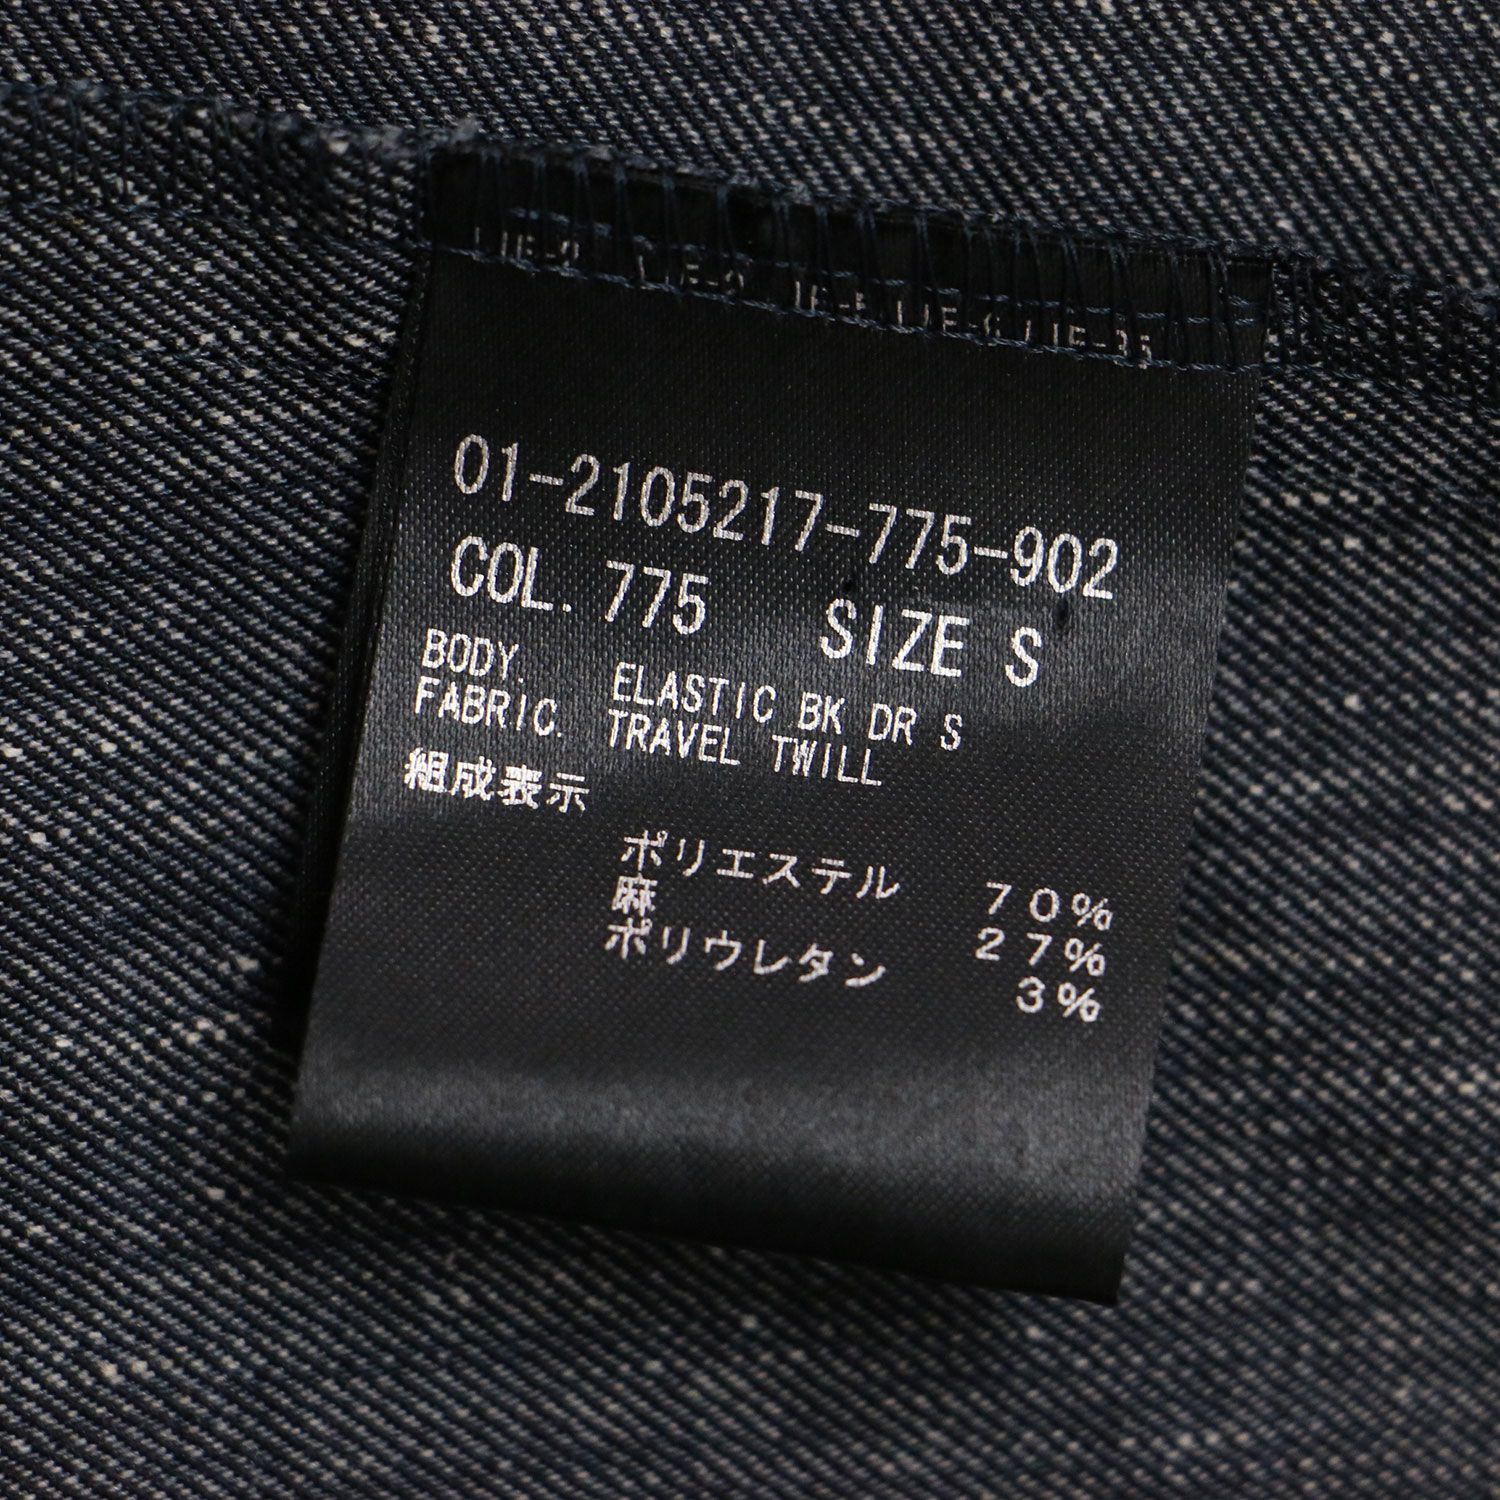 01-2105217-775-902
COL. 775 SIZE S
BODY. ELASTIC BK DR S
FABRIC. TRAVEL TWILL
組成表示
ポリエステル 70%
麻 27%
ポリウレタン 3%